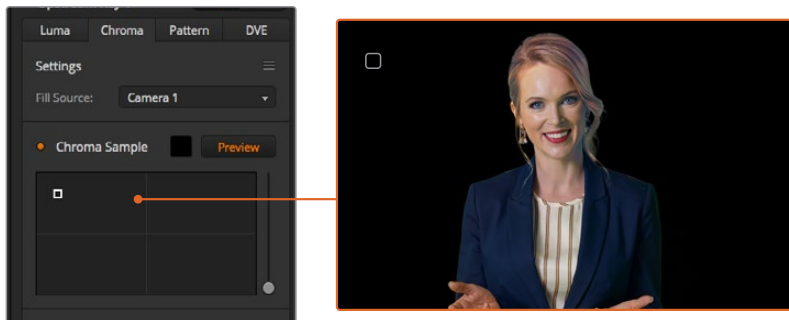 Luma Chroma Pattern DVE
Settings
Fill Source: Camera 1
Chroma Sample Preview